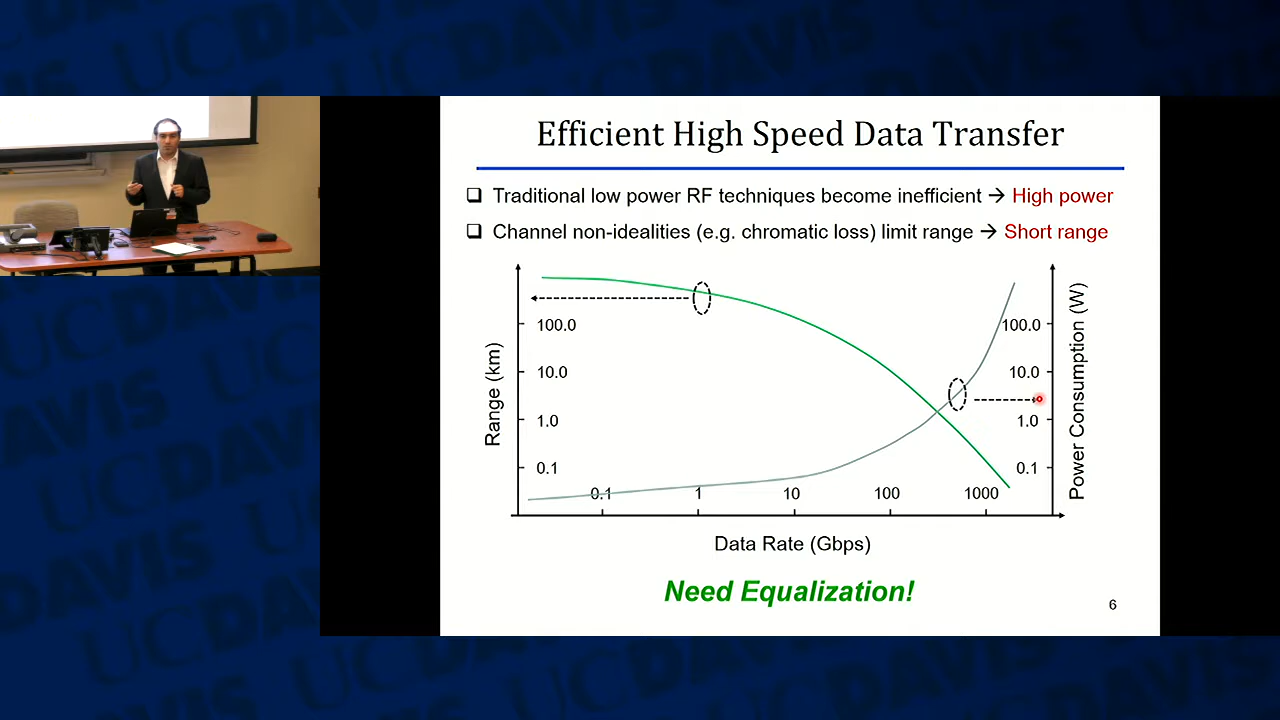 Efficient High Speed Data Transfer
❑ Traditional low power RF techniques become inefficient → High power
❑ Channel non-idealities (e.g. chromatic loss) limit range → Short range
Range (km)
100.0
10.0
1.0
0.1
0.1 1 10 100 1000
Data Rate (Gbps)
100.0
10.0
1.0
0.1
Power Consumption (W)
Need Equalization!
6
UCDAVIS